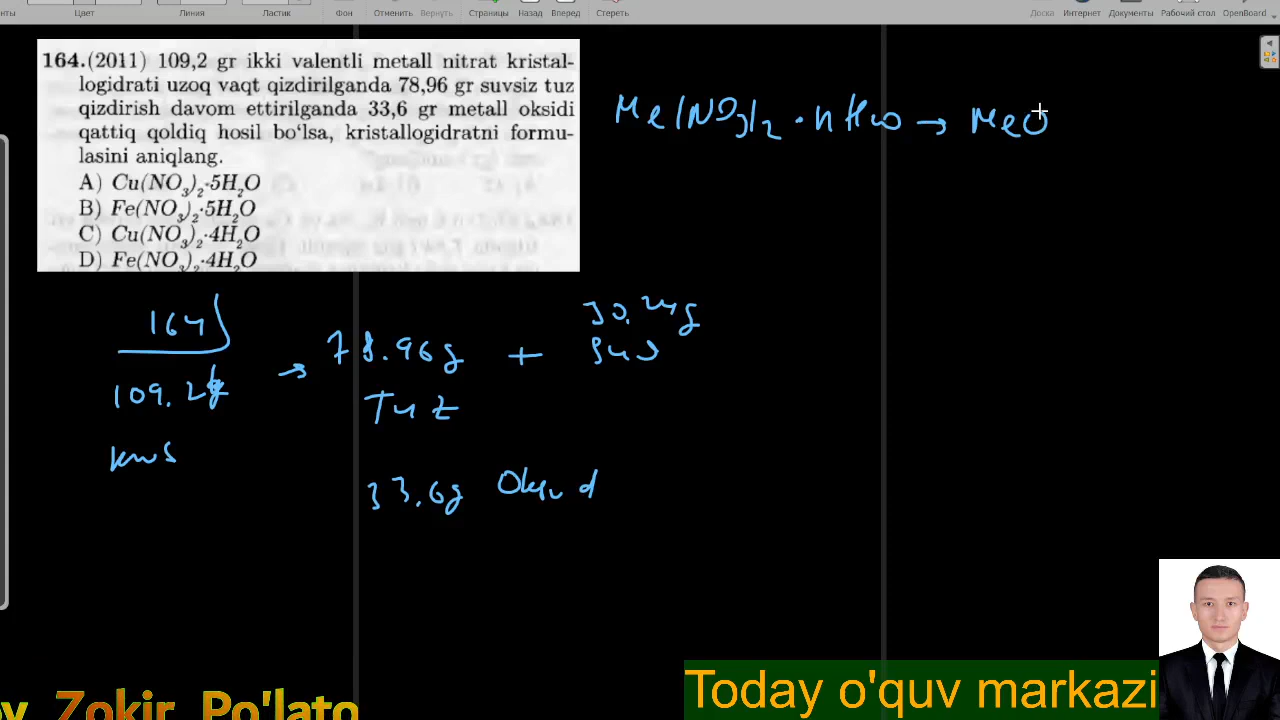 нты
Цвет
Линия
Ластик
Фон
Отменить
Вернуть
Страницы
Назад
Вперед
Стереть
Доска
Интернет
Документы
Рабочий стол
OpenBoard
164.(2011) 109,2 gr ikki valentli metall nitrat kristal-
logidrati uzoq vaqt qizdirilganda 78,96 gr suvsiz tuz
qizdirish davom ettirilganda 33,6 gr metall oksidi
qattiq qoldiq hosil bo‘lsa, kristallogidratni formu-
lasini aniqlang.
A) Cu(NO₃)₂·5H₂O
B) Fe(NO₃)₂·5H₂O
C) Cu(NO₃)₂·4H₂O
D) Fe(NO₃)₂·4H₂O
Me(NO₃)₂ · nH₂O → MeO
164
109.2g → 78.96g + 30.24g
suv
Tuz
33.6g Oksid
Zokir Po'lato
Today o'quv markazi